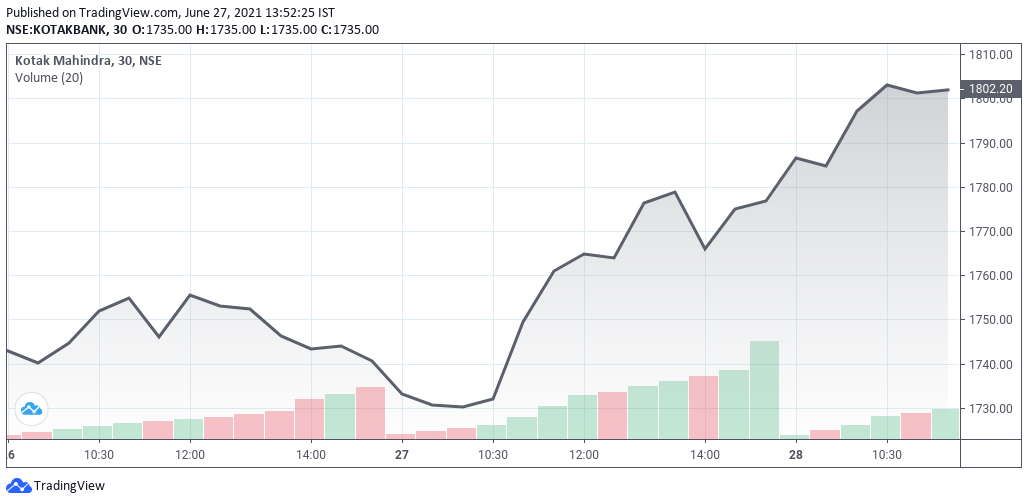 Published on TradingView.com, June 27, 2021 13:52:25 IST
NSE:KOTAKBANK, 30 O:1735.00 H:1735.00 L:1735.00 C:1735.00
Kotak Mahindra, 30, NSE
Volume (20)
1810.00
1802.20
1800.00
1790.00
1780.00
1770.00
1760.00
1750.00
1740.00
1730.00
6 10:30 12:00 14:00 27 10:30 12:00 14:00 28 10:30
TradingView